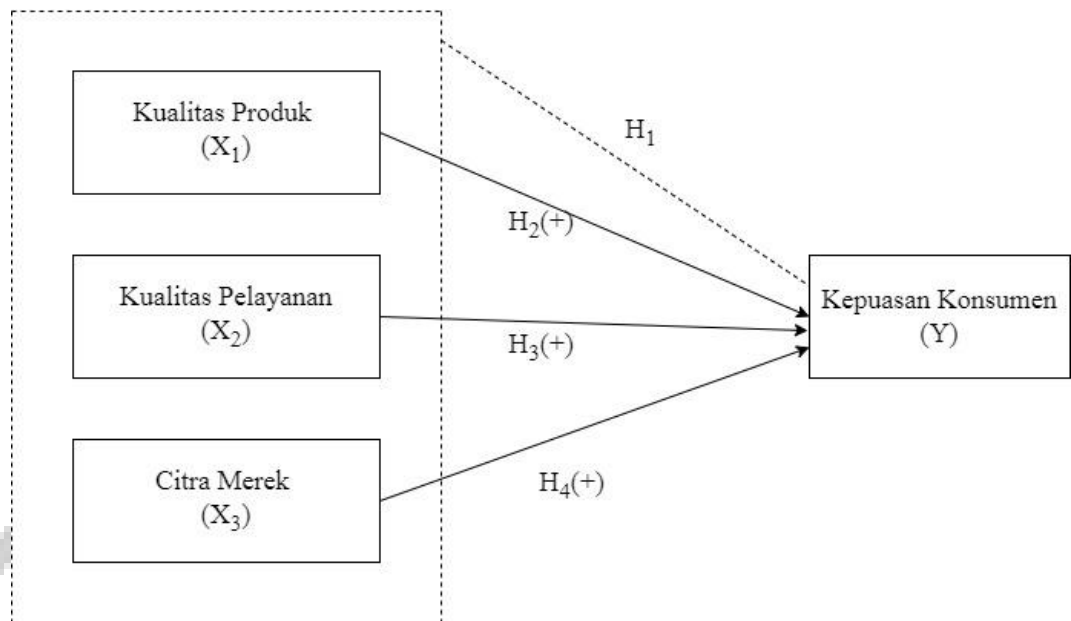 Kualitas Produk
(X₁)
H₁
H₂(+)
Kualitas Pelayanan
(X₂)
H₃(+)
Kepuasan Konsumen
(Y)
Citra Merek
(X₃)
H₄(+)